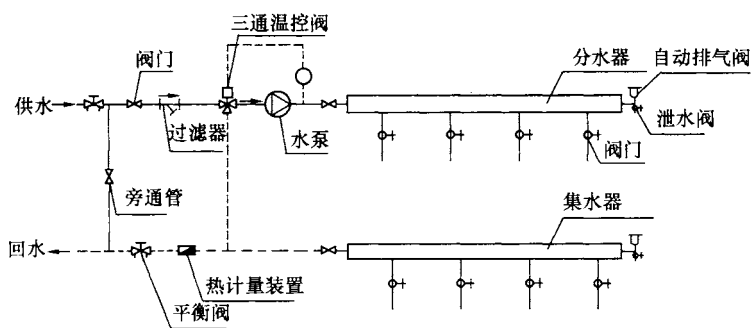 三通温控阀
阀门
分水器
自动排气阀
供水
过滤器
水泵
阀门
泄水阀
旁通管
集水器
回水
热计量装置
平衡阀